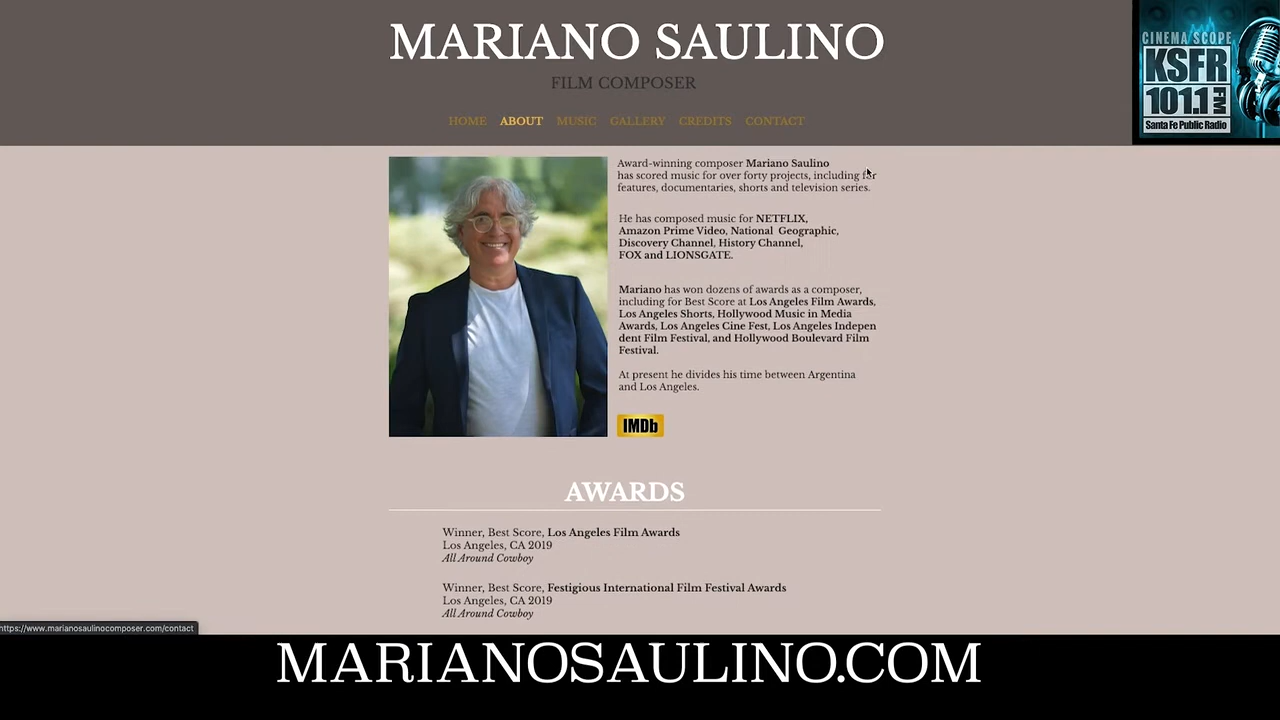 MARIANO SAULINO
FILM COMPOSER
HOME ABOUT MUSIC GALLERY CREDITS CONTACT
CINEMA SCOPE
KSFR
101.1 FM
Santa Fe Public Radio
Award-winning composer Mariano Saulino
has scored music for over forty projects, including for
features, documentaries, shorts and television series.
He has composed music for NETFLIX,
Amazon Prime Video, National Geographic,
Discovery Channel, History Channel,
FOX and LIONSGATE.
Mariano has won dozens of awards as a composer,
including for Best Score at Los Angeles Film Awards,
Los Angeles Shorts, Hollywood Music in Media
Awards, Los Angeles Cine Fest, Los Angeles Indepen
dent Film Festival, and Hollywood Boulevard Film
Festival.
At present he divides his time between Argentina
and Los Angeles.
IMDb
AWARDS
Winner, Best Score, Los Angeles Film Awards
Los Angeles, CA 2019
All Around Cowboy
Winner, Best Score, Festigious International Film Festival Awards
Los Angeles, CA 2019
All Around Cowboy
https://www.marianosaulinocomposer.com/contact
MARIANOSAULINO.COM